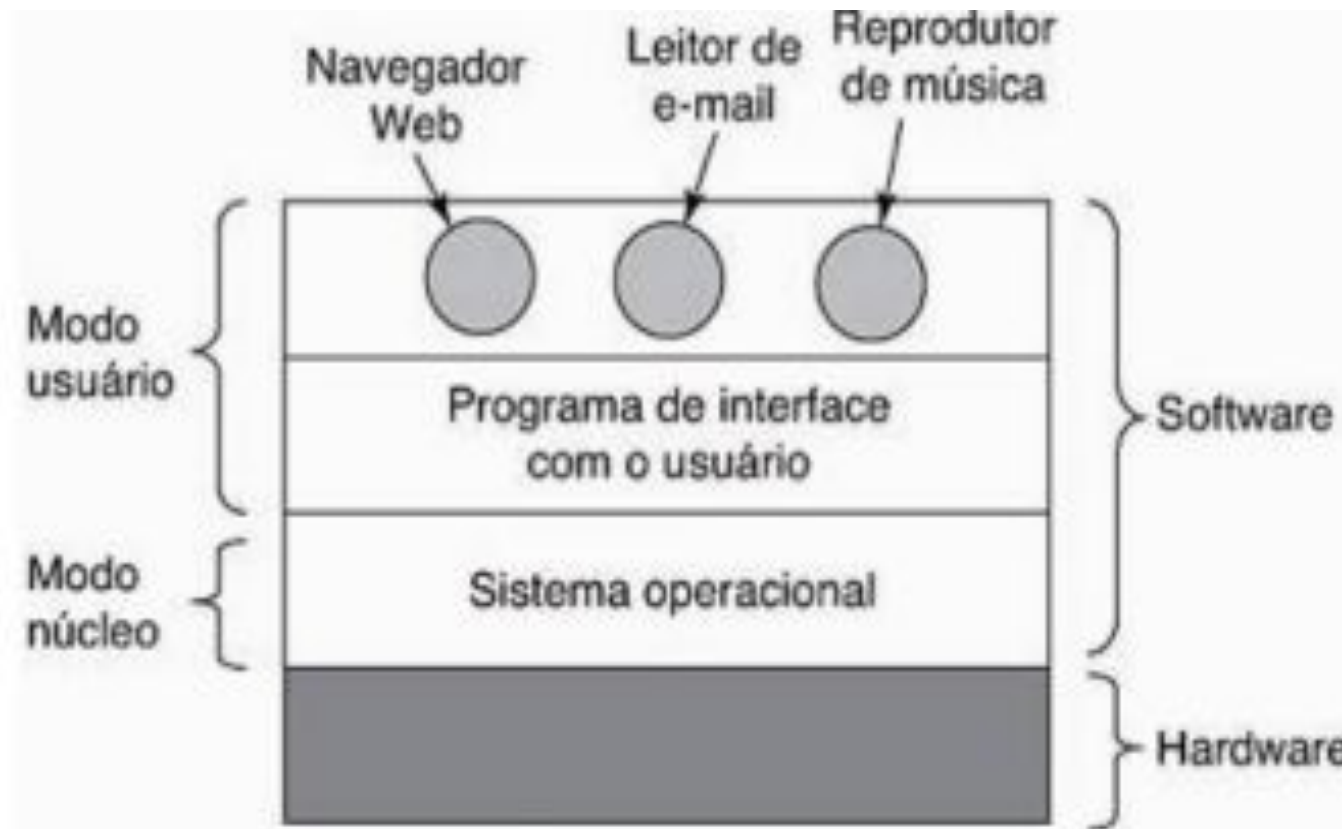 Navegador
Web
Leitor de
e-mail
Reprodutor
de música
Modo
usuário
Programa de interface
com o usuário
Software
Modo
núcleo
Sistema operacional
Hardware